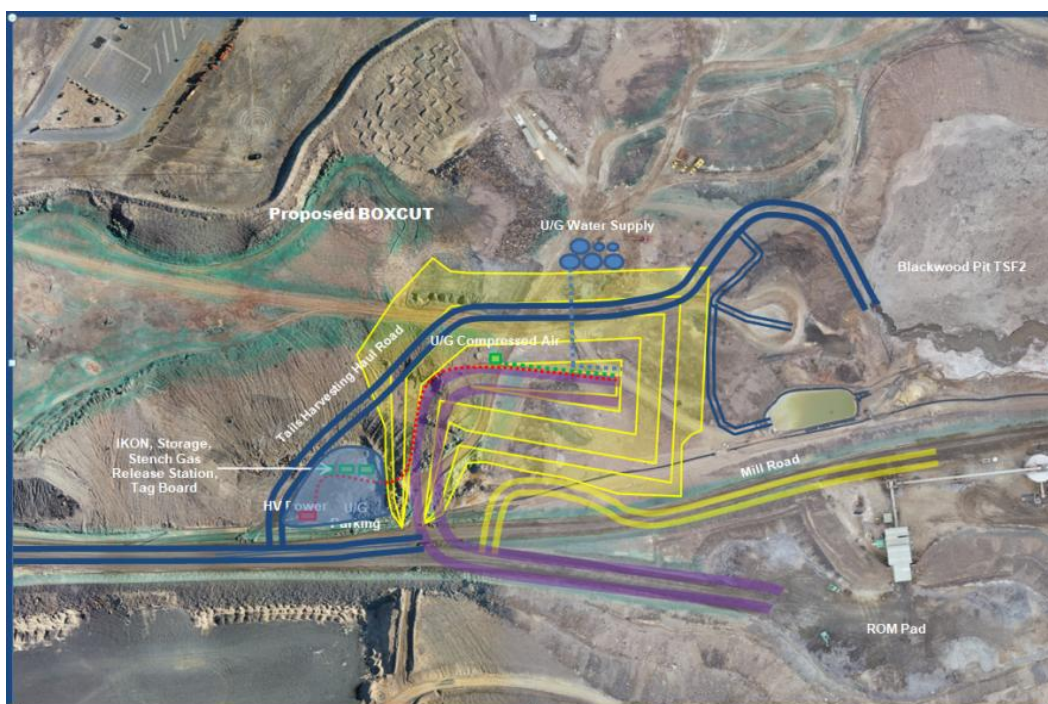 Proposed BOXCUT
U/G Water Supply
Blackwood Pit TSF2
U/G Compressed Air
Tails Harvesting Haul Road
IKON, Storage,
Stench Gas
Release Station,
Tag Board
Mill Road
HV Power
U/G
Parking
ROM Pad